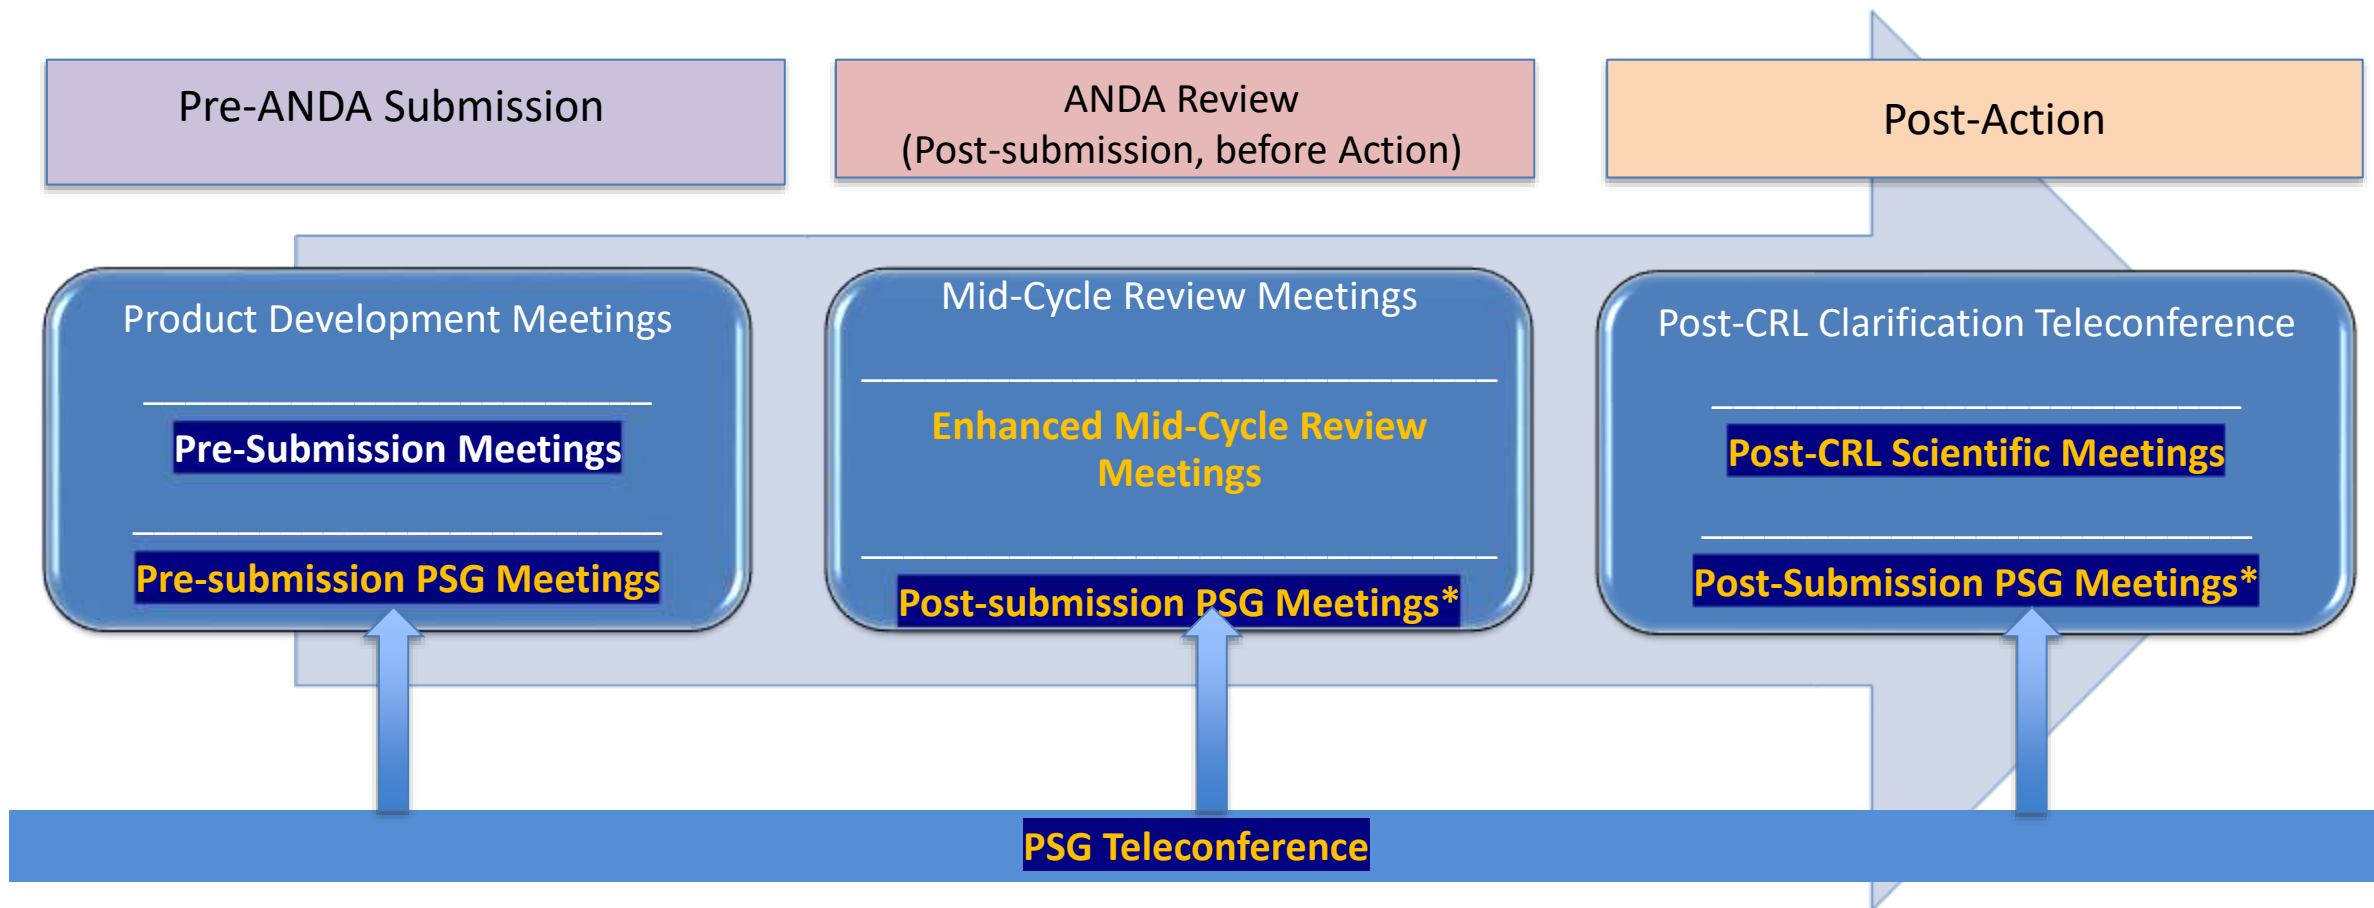 Pre-ANDA Submission
ANDA Review
(Post-submission, before Action)
Post-Action
Product Development Meetings
Pre-Submission Meetings
Pre-submission PSG Meetings
Mid-Cycle Review Meetings
Enhanced Mid-Cycle Review
Meetings
Post-submission PSG Meetings*
Post-CRL Clarification Teleconference
Post-CRL Scientific Meetings
Post-Submission PSG Meetings*
PSG Teleconference